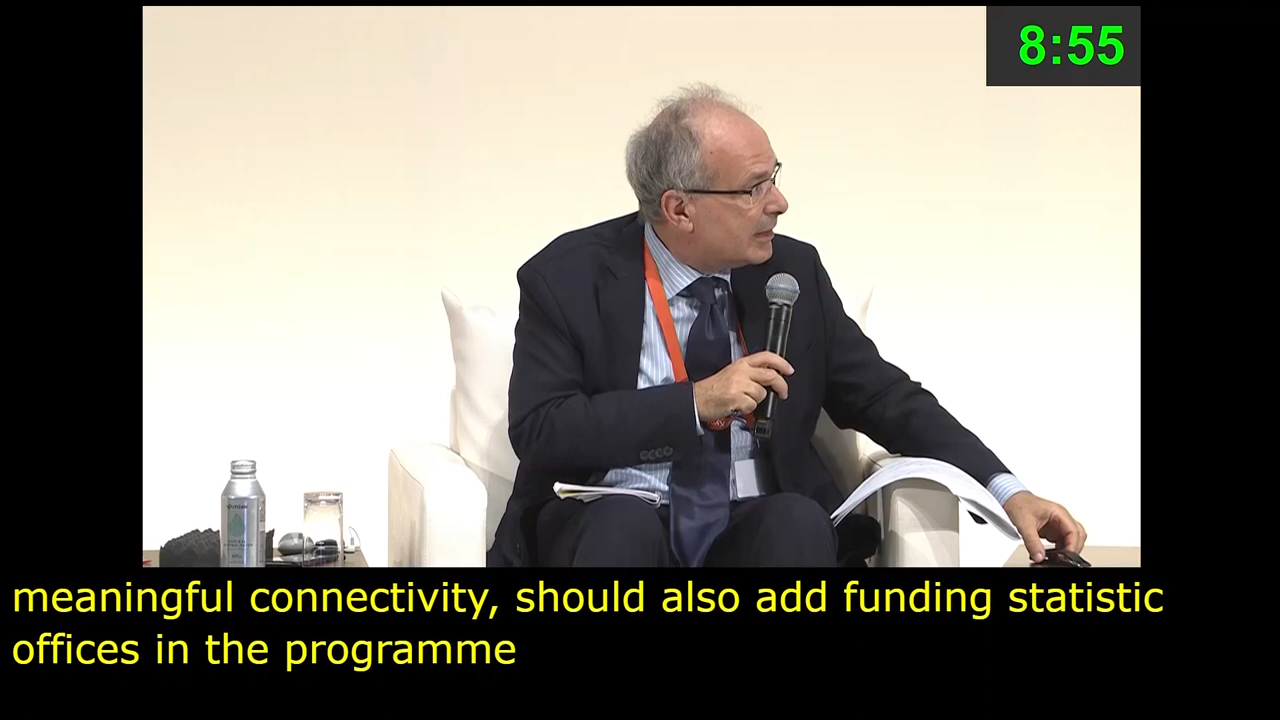 8:55
meaningful connectivity, should also add funding statistic
offices in the programme